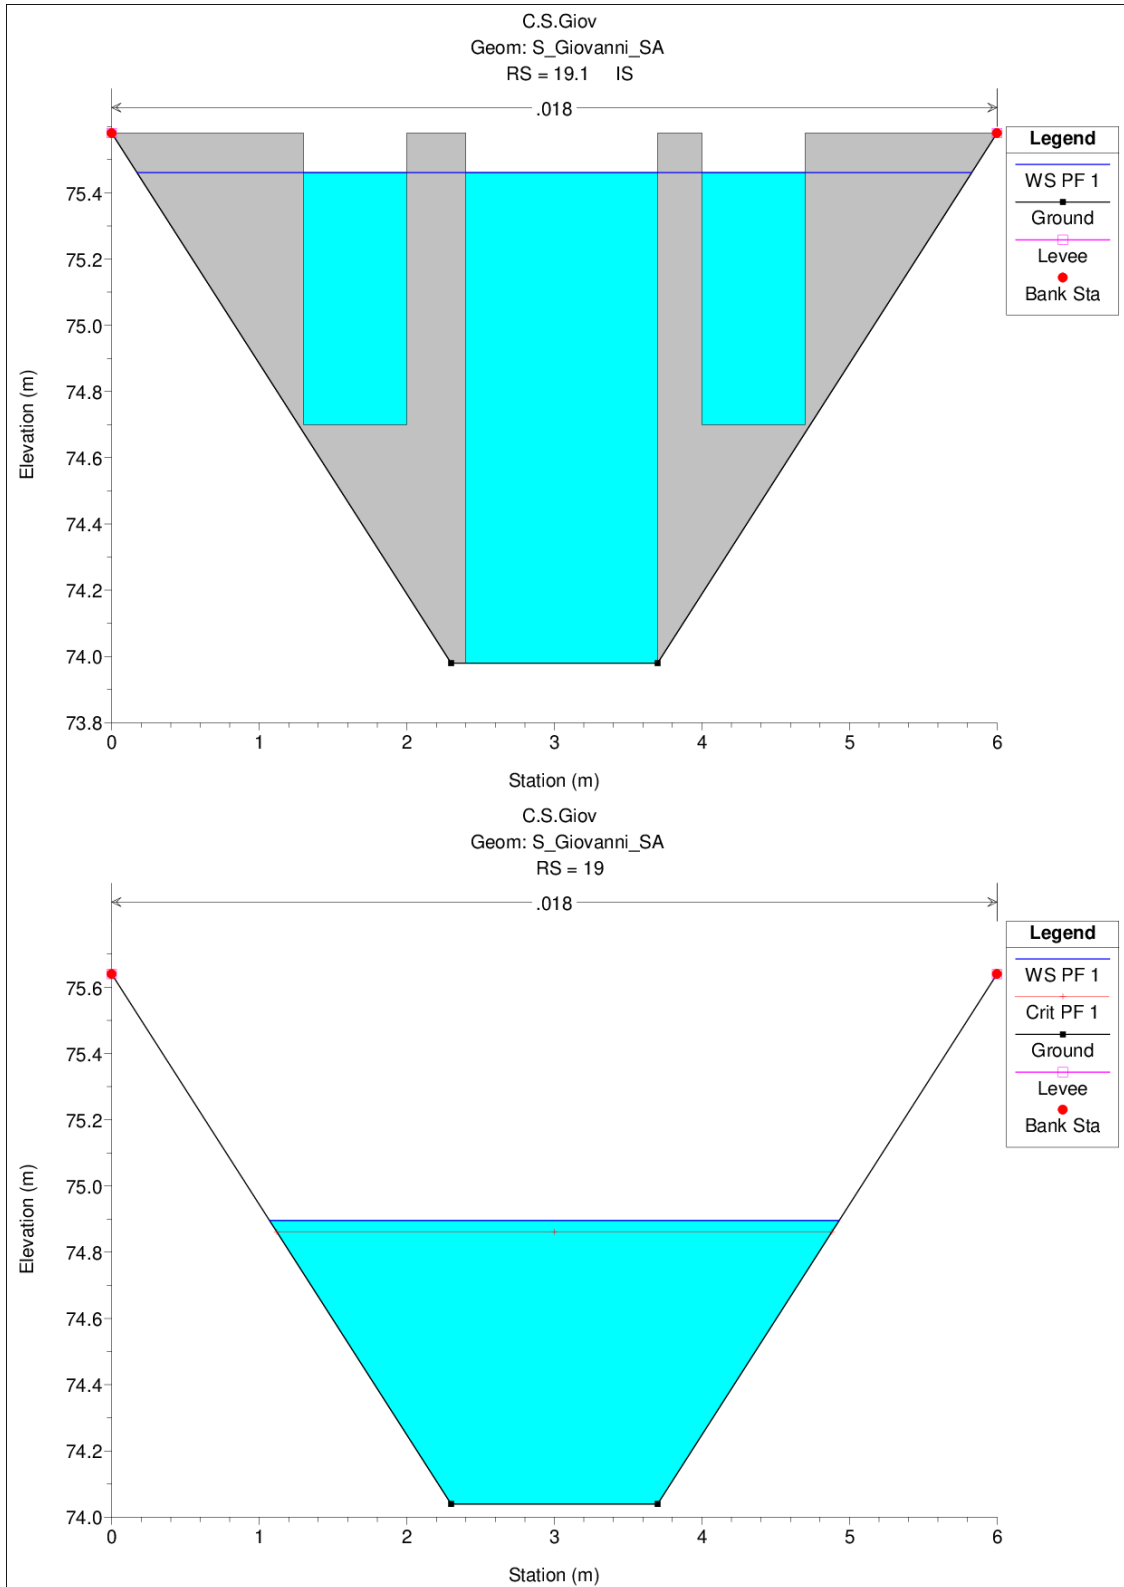 C.S.Giov
Geom: S_Giovanni_SA
RS = 19.1 IS
.018
Legend
WS PF 1
Ground
Levee
Bank Sta
Elevation (m)
75.4
75.2
75.0
74.8
74.6
74.4
74.2
74.0
73.8
0 1 2 3 4 5 6
Station (m)
C.S.Giov
Geom: S_Giovanni_SA
RS = 19
.018
Legend
WS PF 1
Crit PF 1
Ground
Levee
Bank Sta
Elevation (m)
75.6
75.4
75.2
75.0
74.8
74.6
74.4
74.2
74.0
0 1 2 3 4 5 6
Station (m)